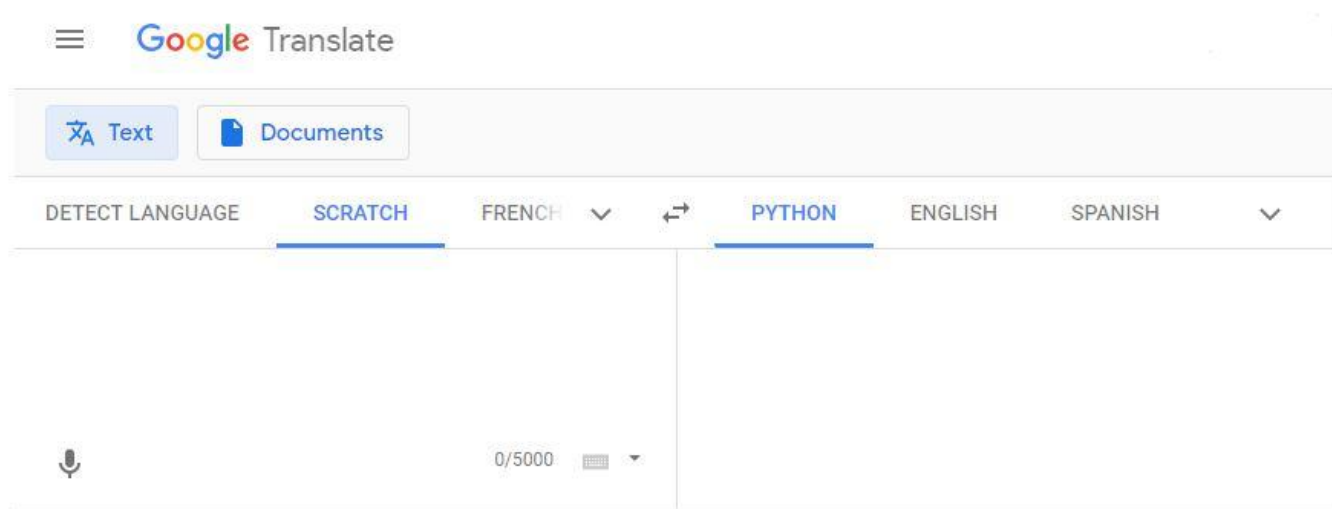 Google Translate
Text Documents
DETECT LANGUAGE SCRATCH FRENCH PYTHON ENGLISH SPANISH
0/5000